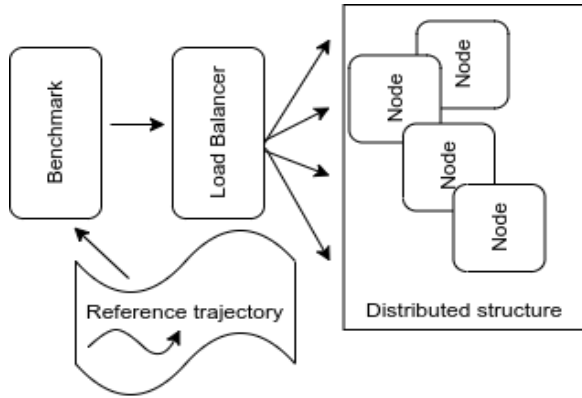 Benchmark
Load Balancer
Node
Node
Node
Node
Distributed structure
Reference trajectory